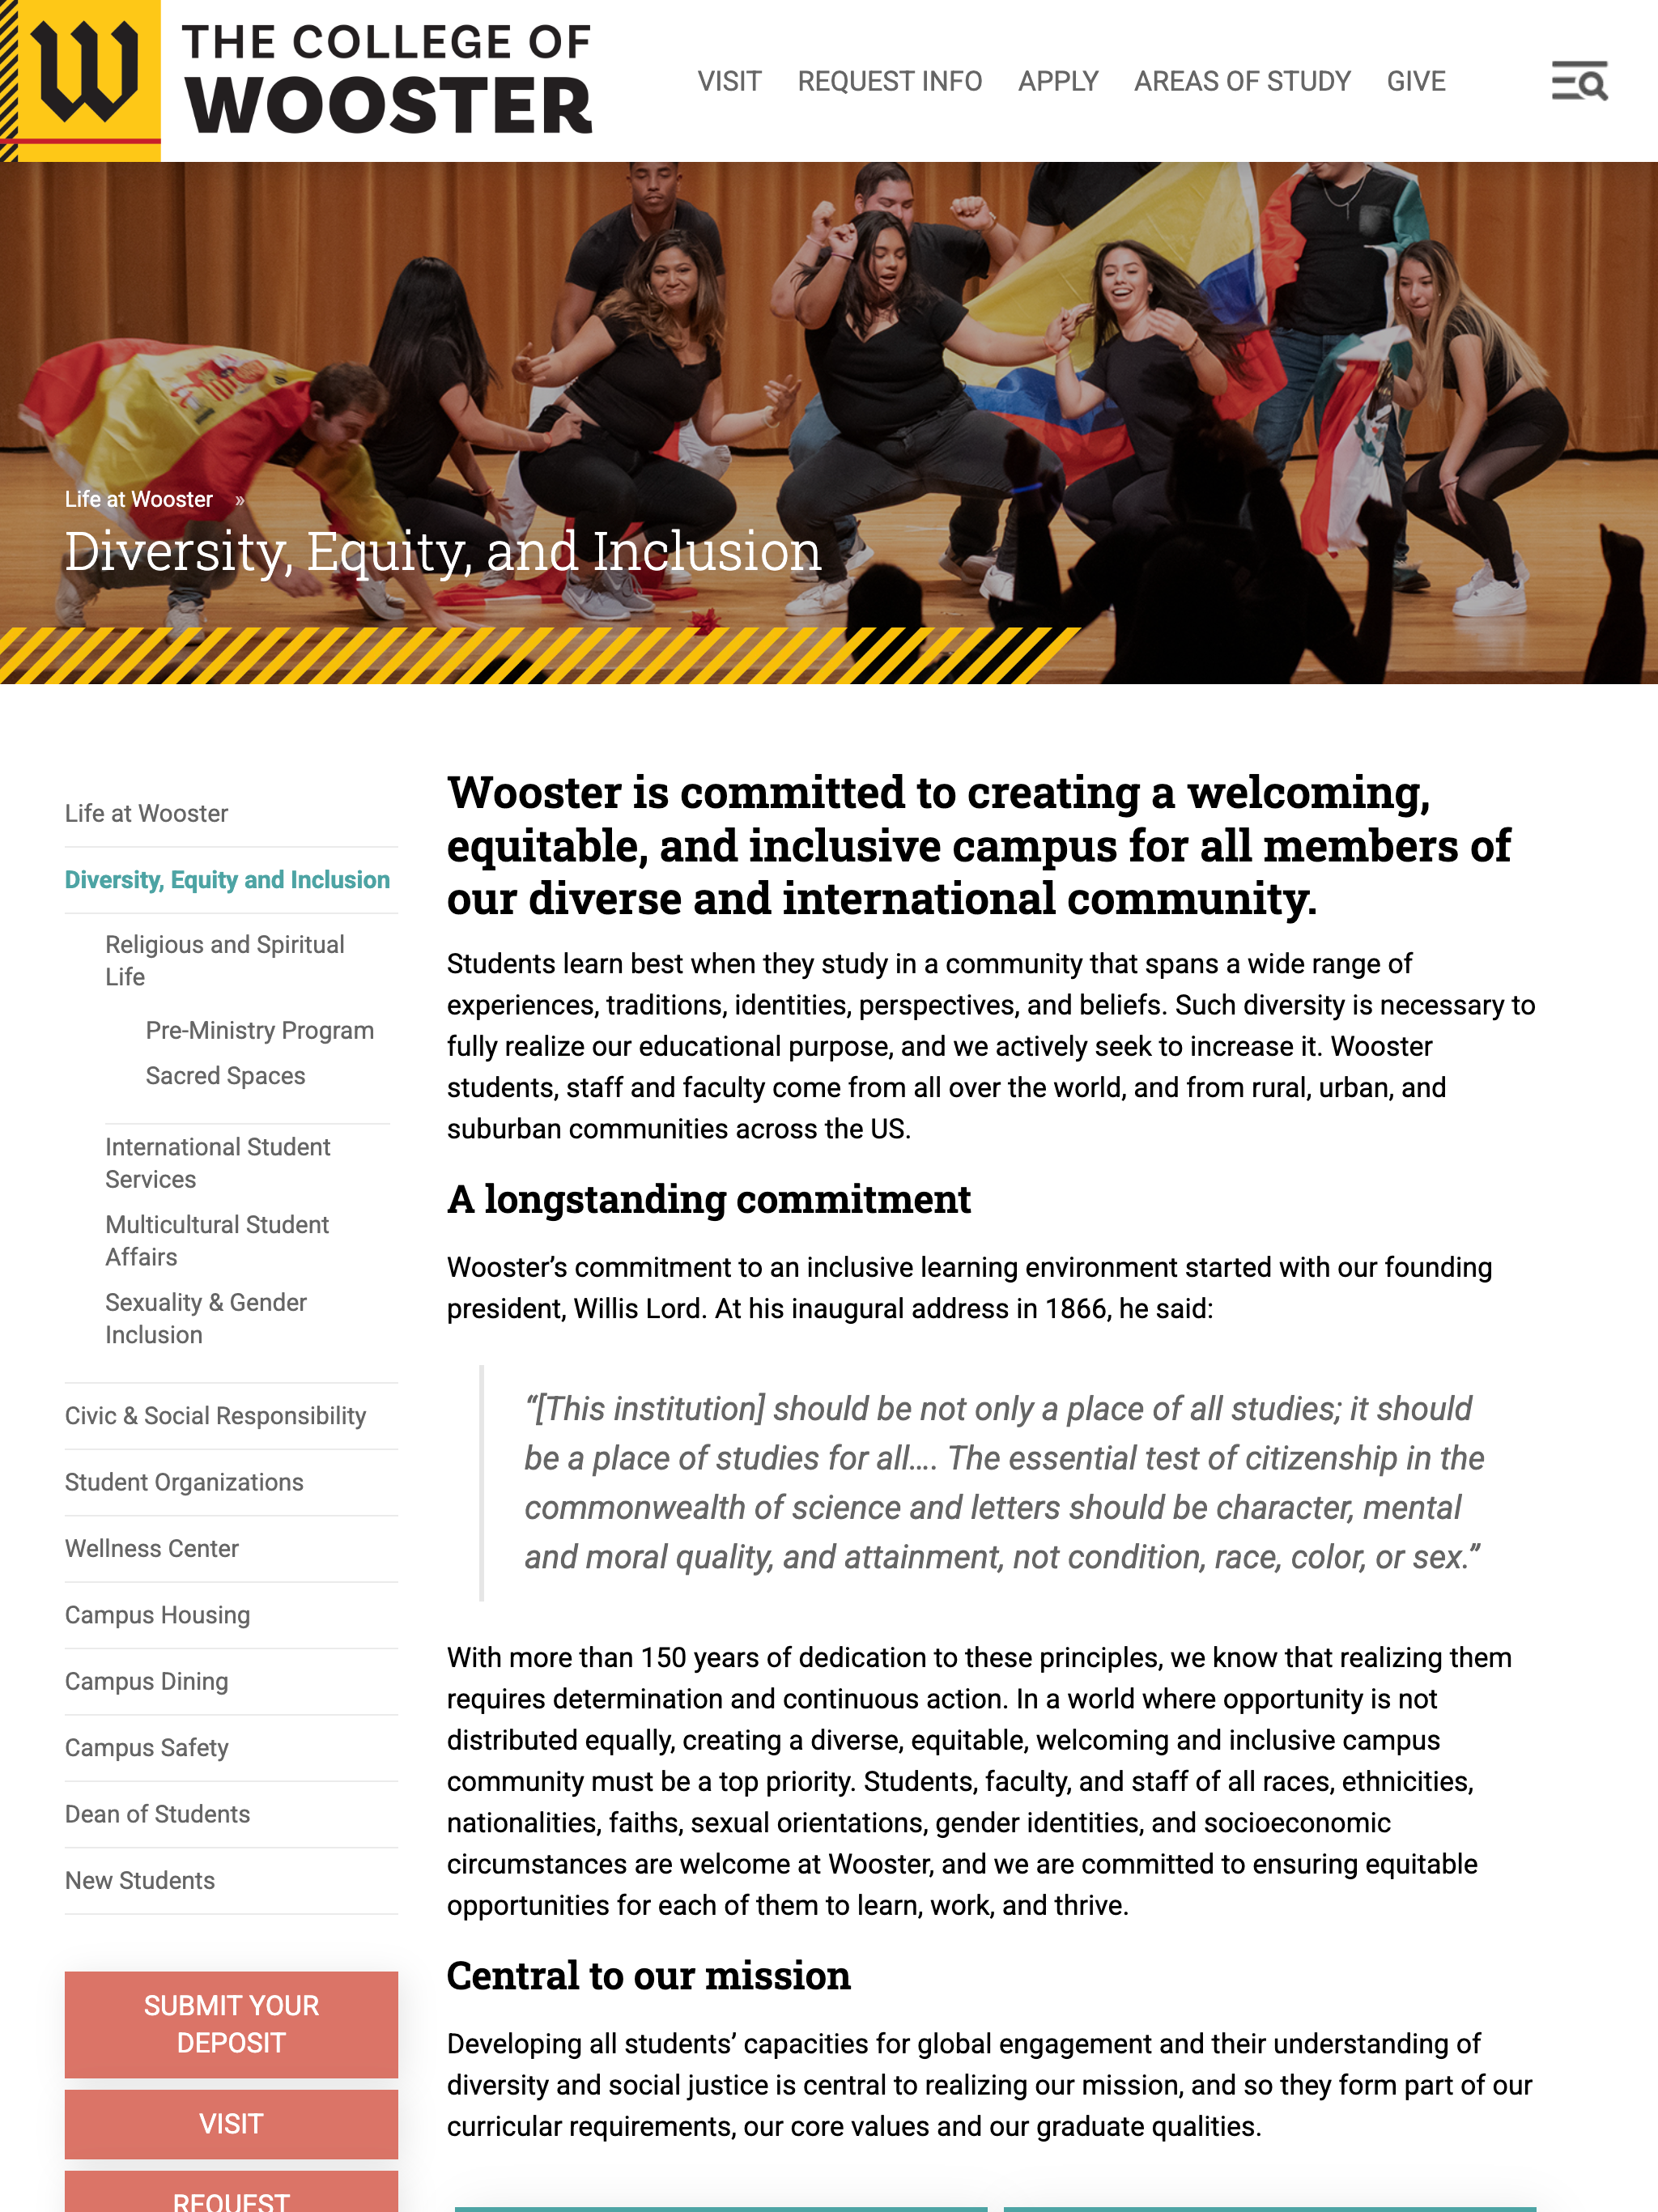 W
THE COLLEGE OF
WOOSTER
VISIT REQUEST INFO APPLY AREAS OF STUDY GIVE
Life at Wooster »
Diversity, Equity, and Inclusion
Life at Wooster
Diversity, Equity and Inclusion
Religious and Spiritual
Life
Pre-Ministry Program
Sacred Spaces
International Student
Services
Multicultural Student
Affairs
Sexuality & Gender
Inclusion
Civic & Social Responsibility
Student Organizations
Wellness Center
Campus Housing
Campus Dining
Campus Safety
Dean of Students
New Students
SUBMIT YOUR
DEPOSIT
VISIT
REQUEST
Wooster is committed to creating a welcoming,
equitable, and inclusive campus for all members of
our diverse and international community.
Students learn best when they study in a community that spans a wide range of
experiences, traditions, identities, perspectives, and beliefs. Such diversity is necessary to
fully realize our educational purpose, and we actively seek to increase it. Wooster
students, staff and faculty come from all over the world, and from rural, urban, and
suburban communities across the US.
A longstanding commitment
Wooster’s commitment to an inclusive learning environment started with our founding
president, Willis Lord. At his inaugural address in 1866, he said:
“[This institution] should be not only a place of all studies; it should
be a place of studies for all…. The essential test of citizenship in the
commonwealth of science and letters should be character, mental
and moral quality, and attainment, not condition, race, color, or sex.”
With more than 150 years of dedication to these principles, we know that realizing them
requires determination and continuous action. In a world where opportunity is not
distributed equally, creating a diverse, equitable, welcoming and inclusive campus
community must be a top priority. Students, faculty, and staff of all races, ethnicities,
nationalities, faiths, sexual orientations, gender identities, and socioeconomic
circumstances are welcome at Wooster, and we are committed to ensuring equitable
opportunities for each of them to learn, work, and thrive.
Central to our mission
Developing all students’ capacities for global engagement and their understanding of
diversity and social justice is central to realizing our mission, and so they form part of our
curricular requirements, our core values and our graduate qualities.